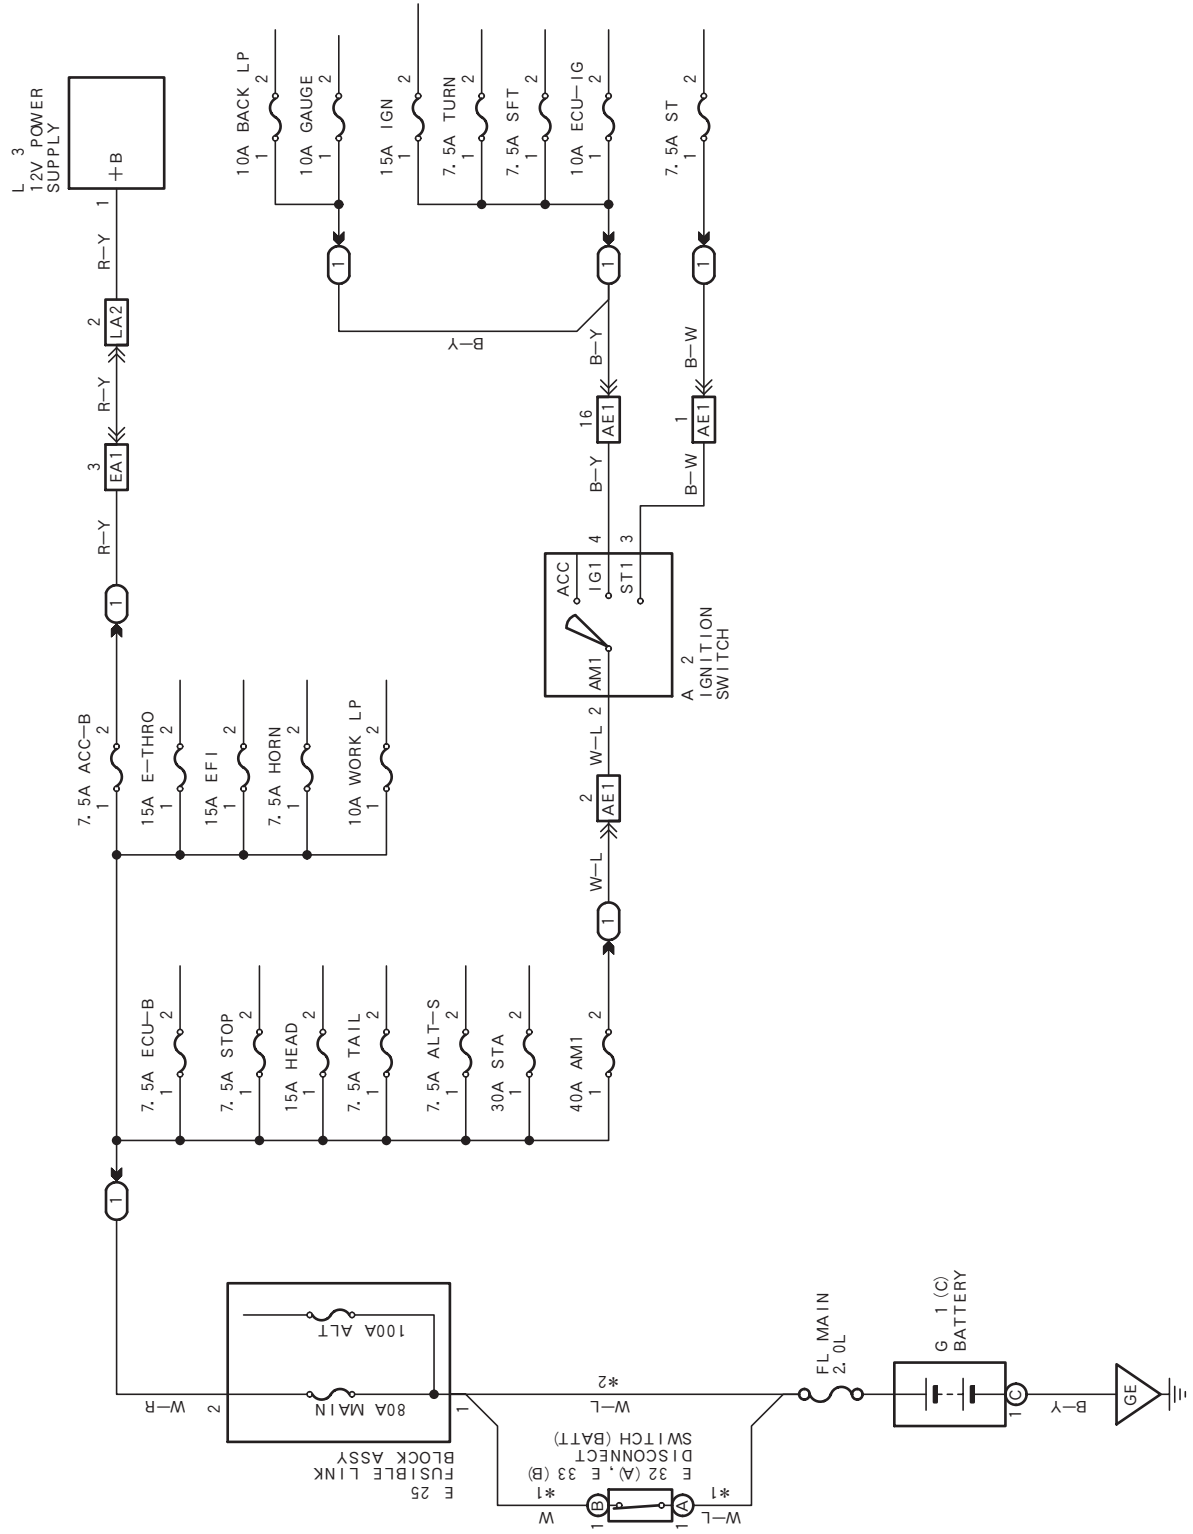 L 3
12V POWER
SUPPLY
+B
1
R—Y
2
LA2
R—Y
3
EA1
R—Y
1
10A BACK LP
1 2
10A GAUGE
1 2
15A IGN
1 2
7. 5A TURN
1 2
7. 5A SFT
1 2
10A ECU—IG
1 2
7. 5A ST
1 2
1
1
1
B—Y
B—Y
B—W
16
AE1
1
AE1
B—Y
B—W
4
3
ACC
IG1
ST1
AM1
A 2
IGNITION
SWITCH
2
W—L
2
AE1
W—L
1
7. 5A ACC—B
1 2
15A E—THRO
1 2
15A EFI
1 2
7. 5A HORN
1 2
10A WORK LP
1 2
7. 5A ECU—B
1 2
7. 5A STOP
1 2
15A HEAD
1 2
7. 5A TAIL
1 2
7. 5A ALT—S
1 2
30A STA
1 2
40A AM1
1 2
1
W—R
2
100A ALT
80A MAIN
1
E 25
FUSIBLE LINK
BLOCK ASSY
W—L
*2
E 32 (A), E 33 (B)
DISCONNECT
SWITCH (BATT)
W
*1
1
B
1
A
W—L
*1
FL MAIN
2. 0L
G 1 (C)
BATTERY
1
C
B—Y
GE